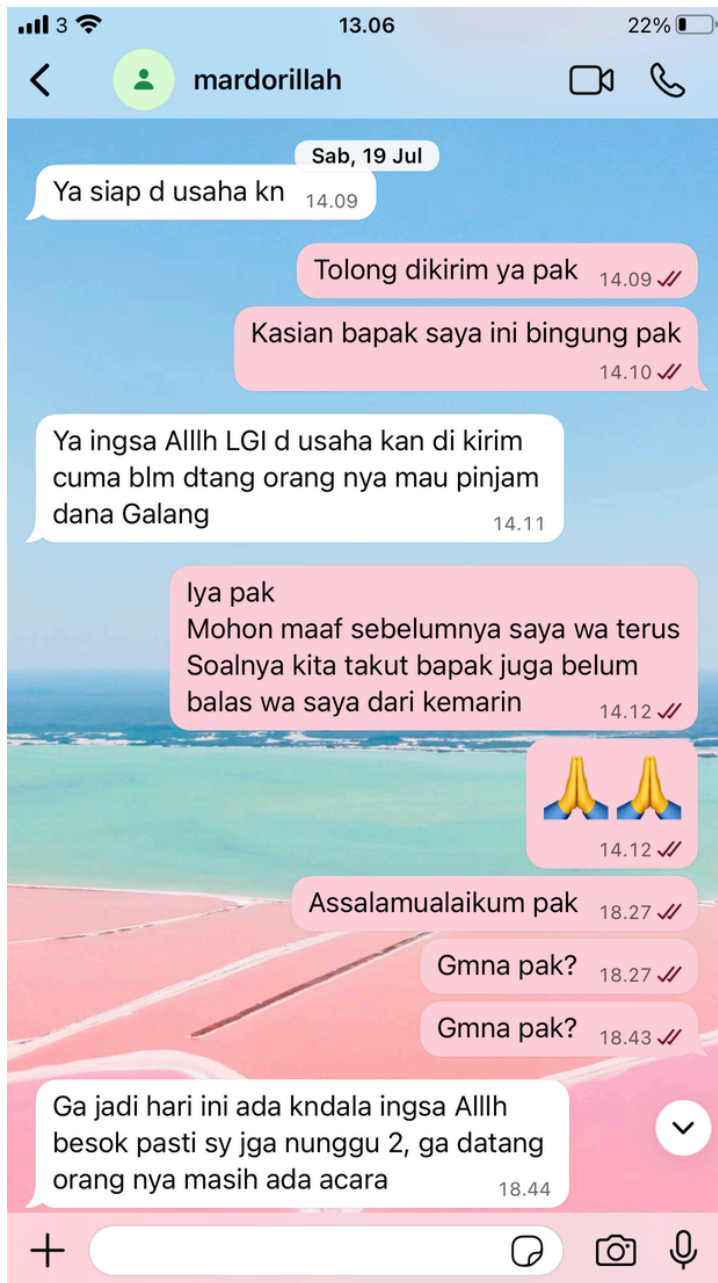 3
13.06
22%
mardorillah
Sab, 19 Jul
Ya siap d usaha kn 14.09
Tolong dikirim ya pak 14.09
Kasian bapak saya ini bingung pak
14.10
Ya ingsa Alllh LGI d usaha kan di kirim
cuma blm dtang orang nya mau pinjam
dana Galang 14.11
Iya pak
Mohon maaf sebelumnya saya wa terus
Soalnya kita takut bapak juga belum
balas wa saya dari kemarin 14.12
🙏🙏
14.12
Assalamualaikum pak 18.27
Gmna pak? 18.27
Gmna pak? 18.43
Ga jadi hari ini ada kndala ingsa Alllh
besok pasti sy jga nunggu 2, ga datang
orang nya masih ada acara 18.44